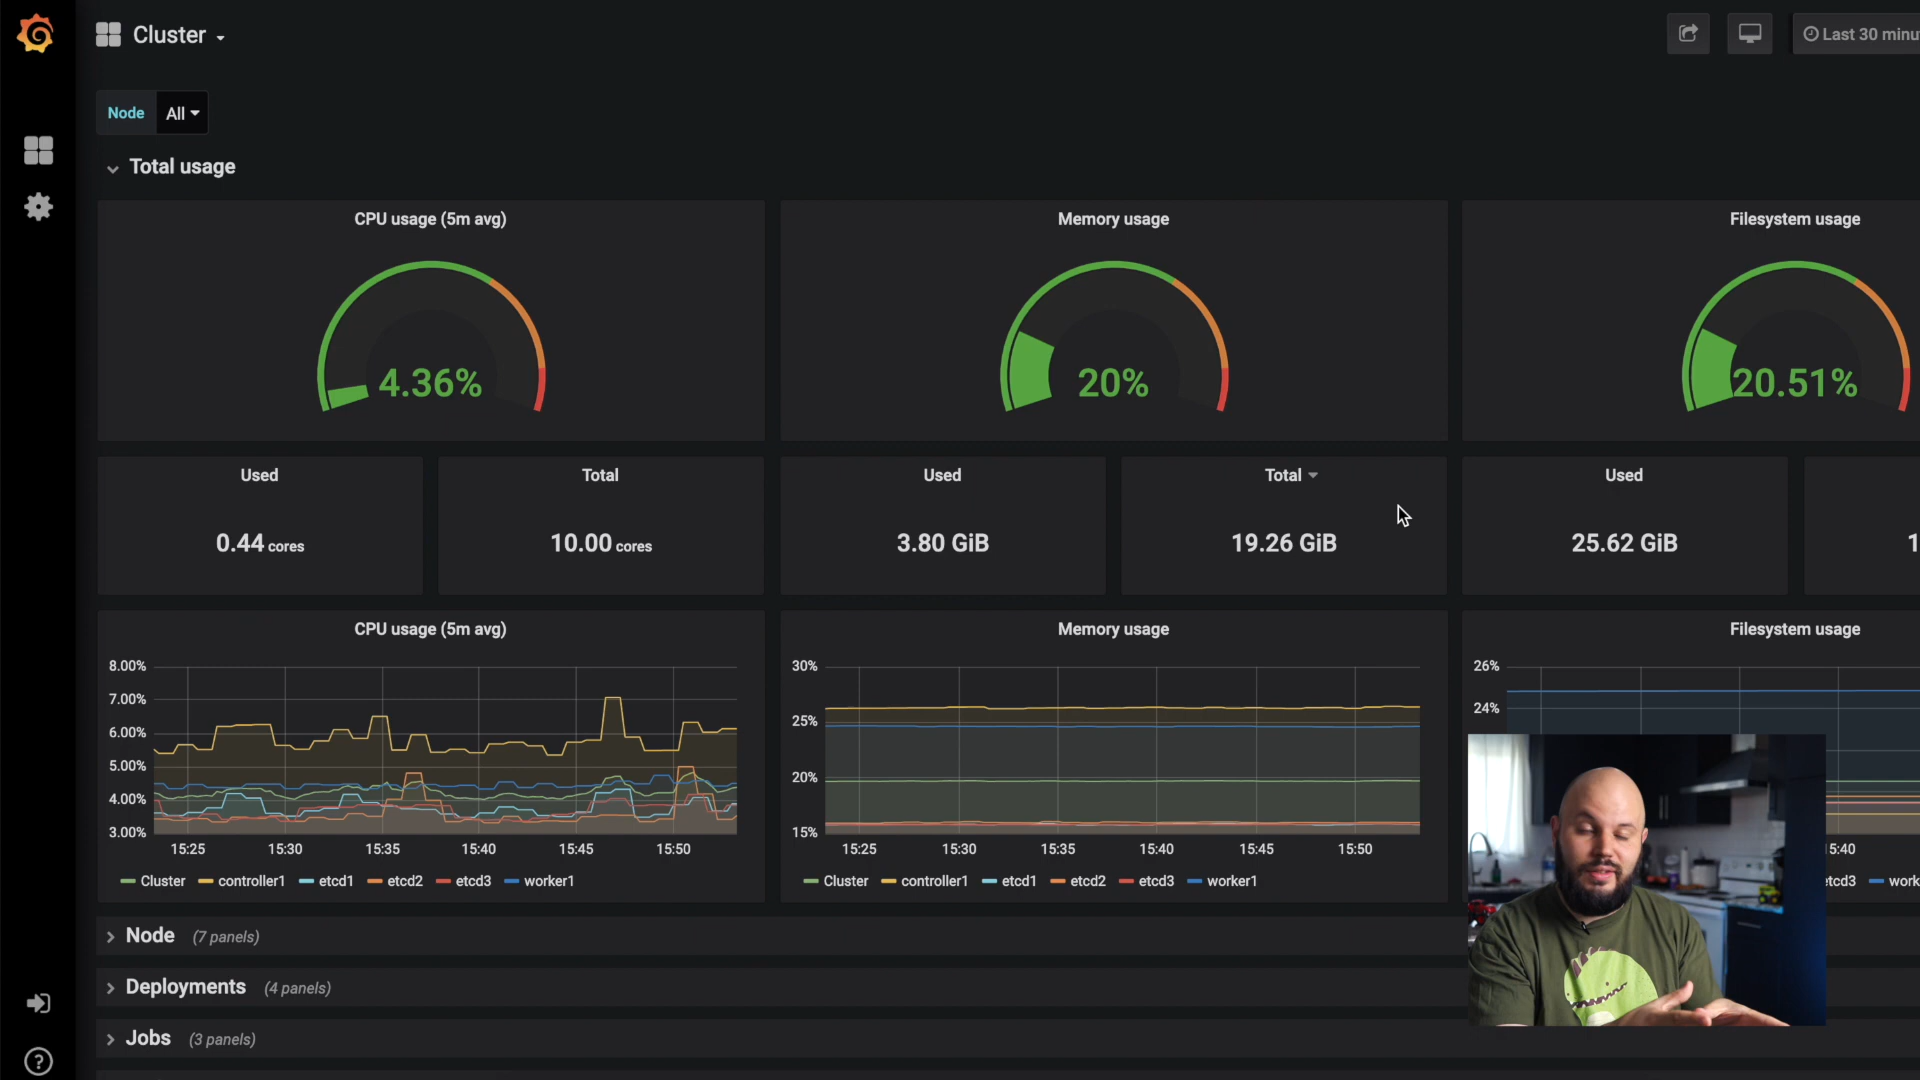 Cluster
Last 30 minu
Node All
Total usage
CPU usage (5m avg)
4.36%
Memory usage
20%
Filesystem usage
20.51%
Used
0.44 cores
Total
10.00 cores
Used
3.80 GiB
Total
19.26 GiB
Used
25.62 GiB
1
CPU usage (5m avg)
8.00%
7.00%
6.00%
5.00%
4.00%
3.00%
15:25 15:30 15:35 15:40 15:45 15:50
Cluster controller1 etcd1 etcd2 etcd3 worker1
Memory usage
30%
25%
20%
15%
15:25 15:30 15:35 15:40 15:45 15:50
Cluster controller1 etcd1 etcd2 etcd3 worker1
Filesystem usage
26%
24%
5:40
etcd3 work
Node (7 panels)
Deployments (4 panels)
Jobs (3 panels)